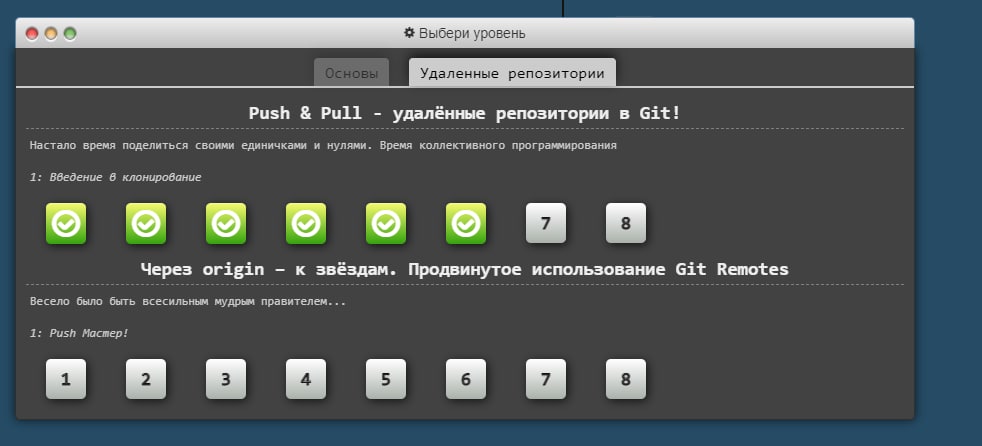 Выбери уровень
Основы
Удаленные репозитории
Push & Pull - удалённые репозитории в Git!
Настало время поделиться своими единичками и нулями. Время коллективного программирования
1: Введение в клонирование
7 8
Через origin – к звёздам. Продвинутое использование Git Remotes
Весело было быть всесильным мудрым правителем...
1: Push Мастер!
1 2 3 4 5 6 7 8